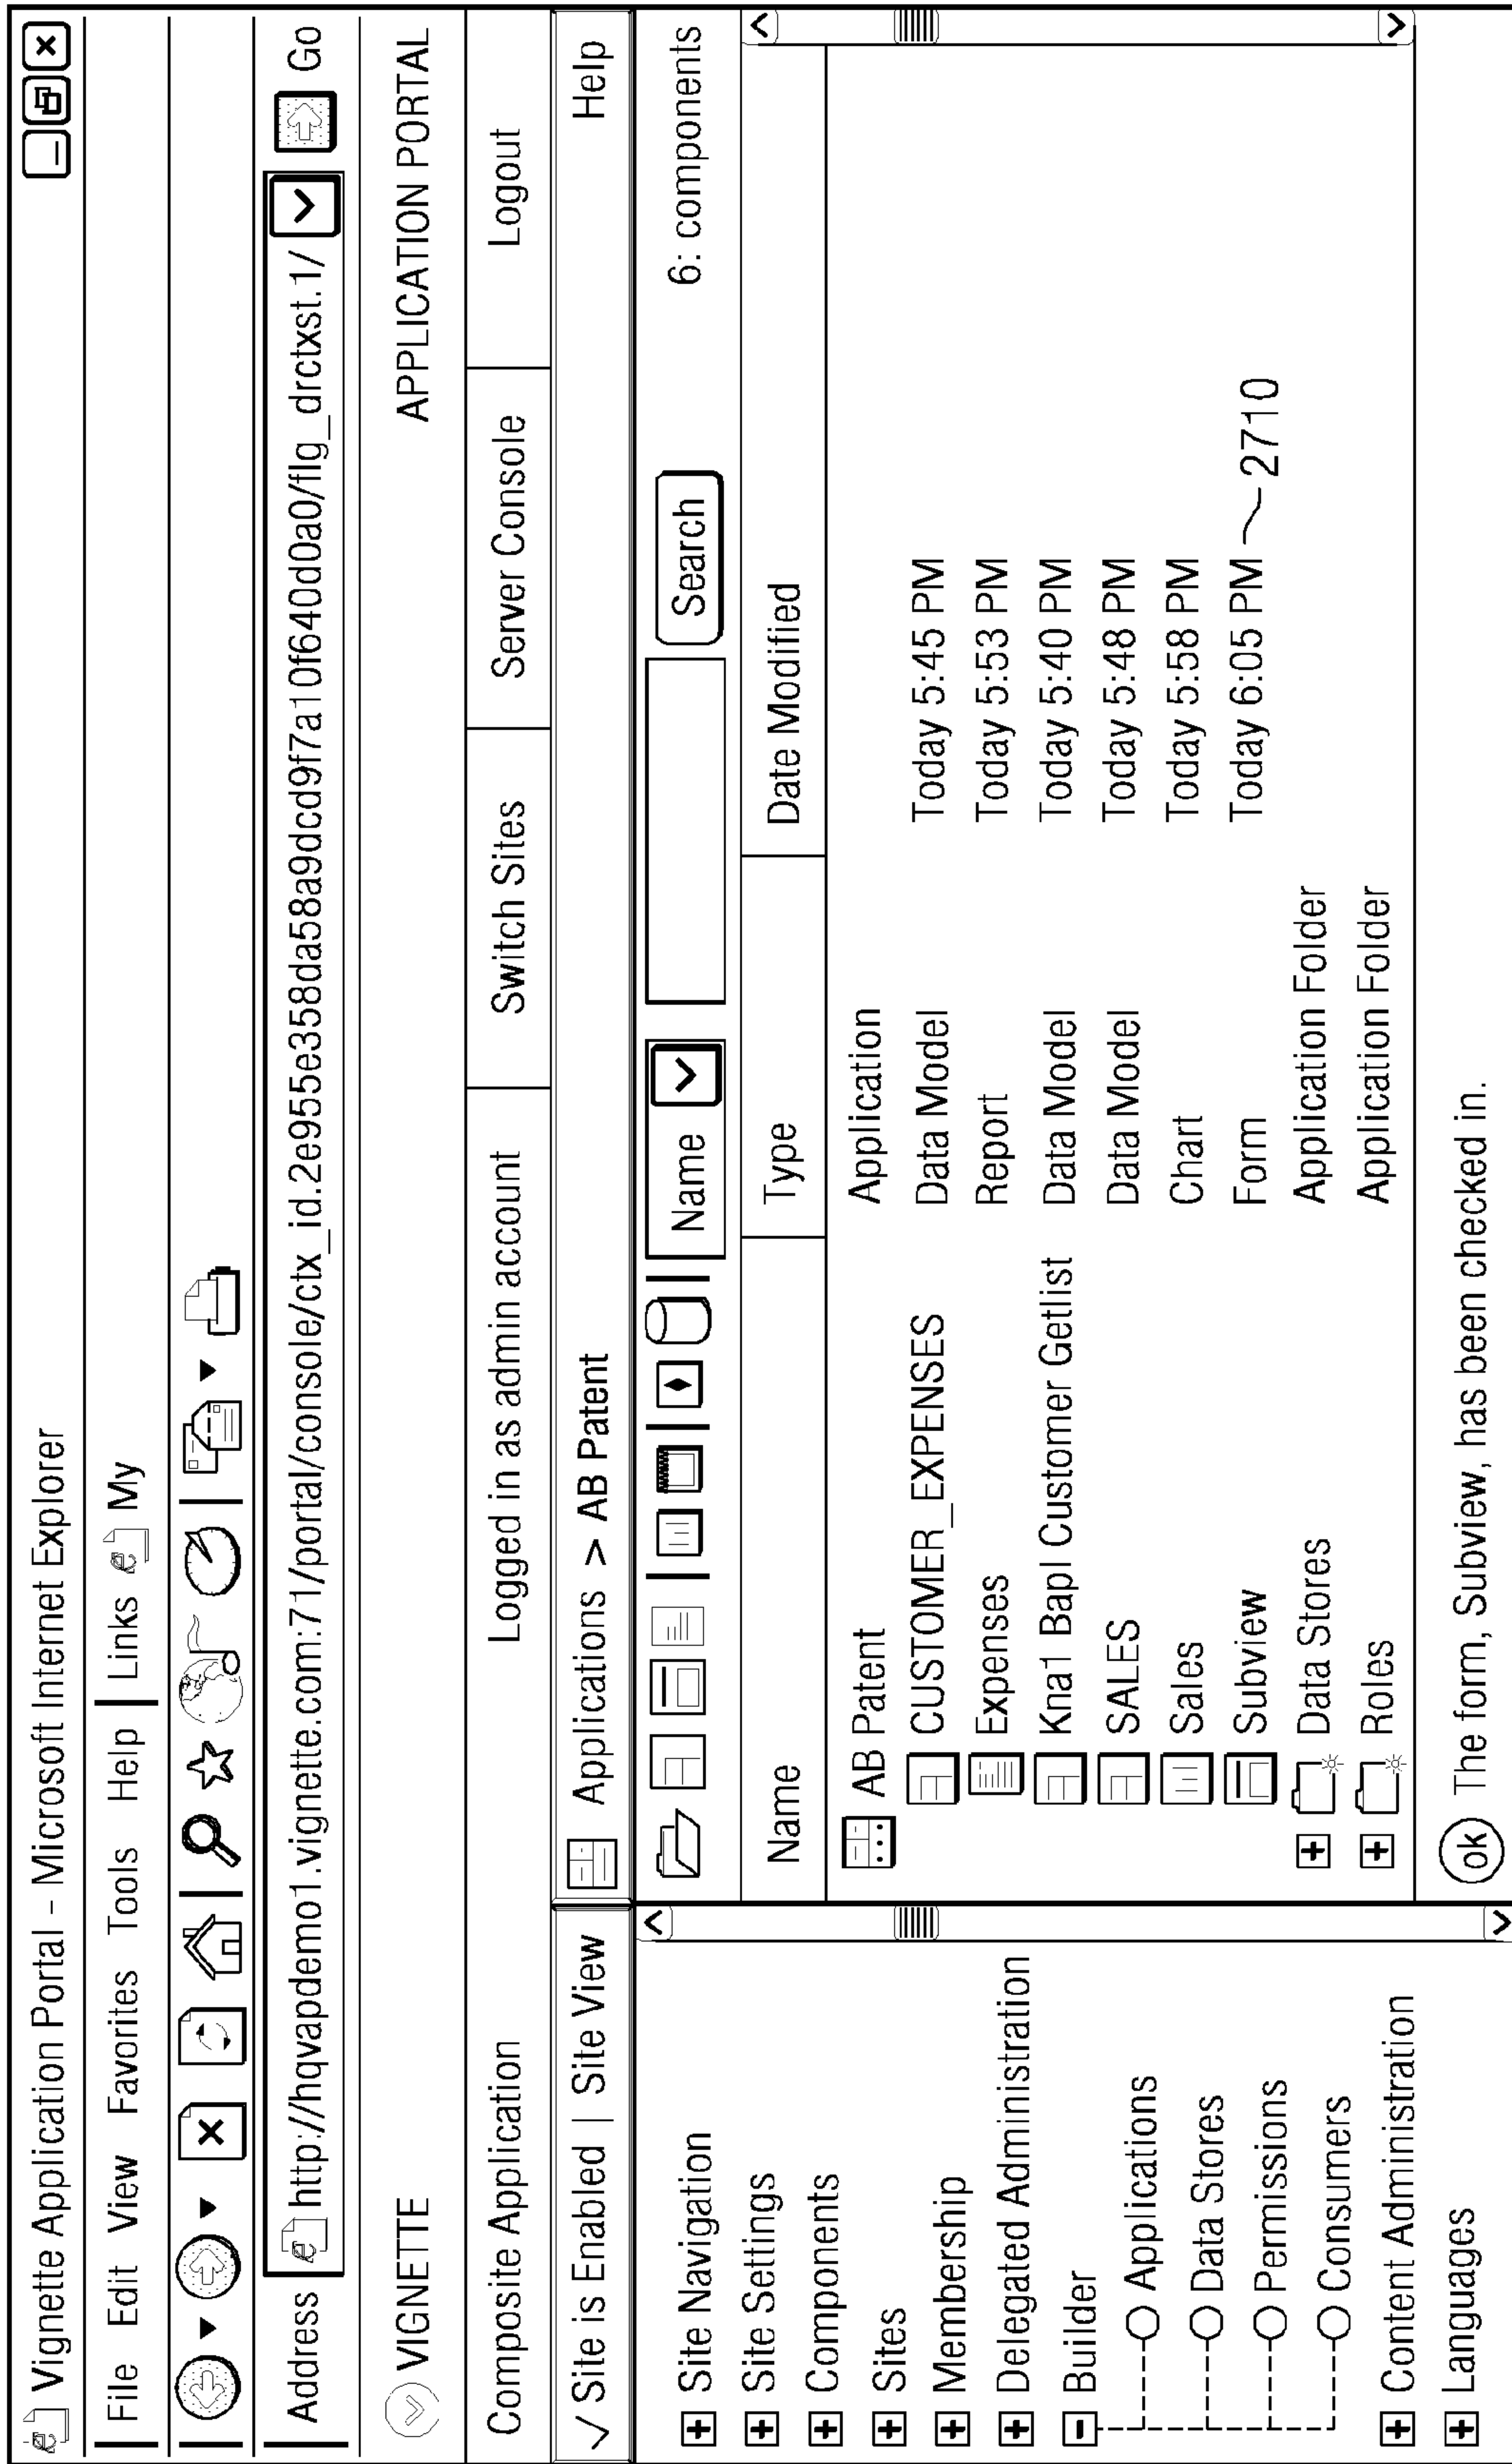 Vignette Application Portal - Microsoft Internet Explorer
File Edit View Favorites Tools Help Links My
Address http://hqvapdemo1.vignette.com:71/portal/console/ctx_id.2e955e358da58a9dcd9f7a10f640d0a0/flg_drctxst.1/ Go
VIGNETTE APPLICATION PORTAL
Composite Application Logged in as admin account Switch Sites Server Console Logout
Site is Enabled | Site View Applications > AB Patent Help
Name Search 6: components
Site Navigation
Site Settings
Components
Sites
Membership
Delegated Administration
Builder
Applications
Data Stores
Permissions
Consumers
Content Administration
Languages
Name Type Date Modified
AB Patent Application
CUSTOMER_EXPENSES Data Model Today 5:45 PM
Expenses Report Today 5:53 PM
Kna1 Bapl Customer Getlist Data Model Today 5:40 PM
SALES Data Model Today 5:48 PM
Sales Chart Today 5:58 PM
Subview Form Today 6:05 PM 2710
Data Stores Application Folder
Roles Application Folder
ok The form, Subview, has been checked in.